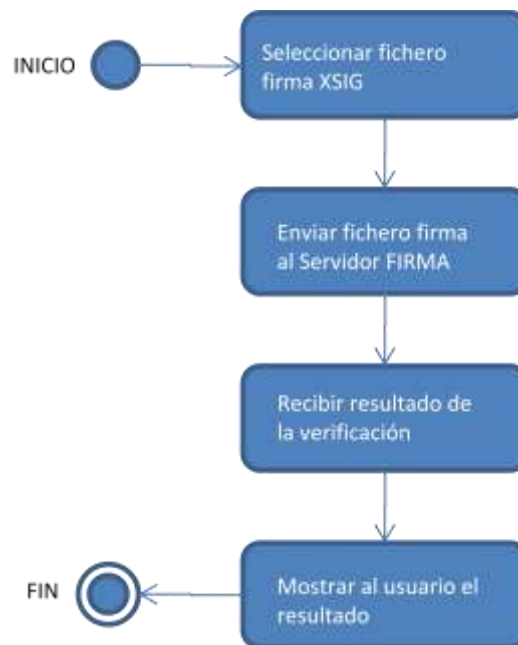 INICIO
Seleccionar fichero
firma XSIG
Enviar fichero firma
al Servidor FIRMA
Recibir resultado de
la verificación
Mostrar al usuario el
resultado
FIN